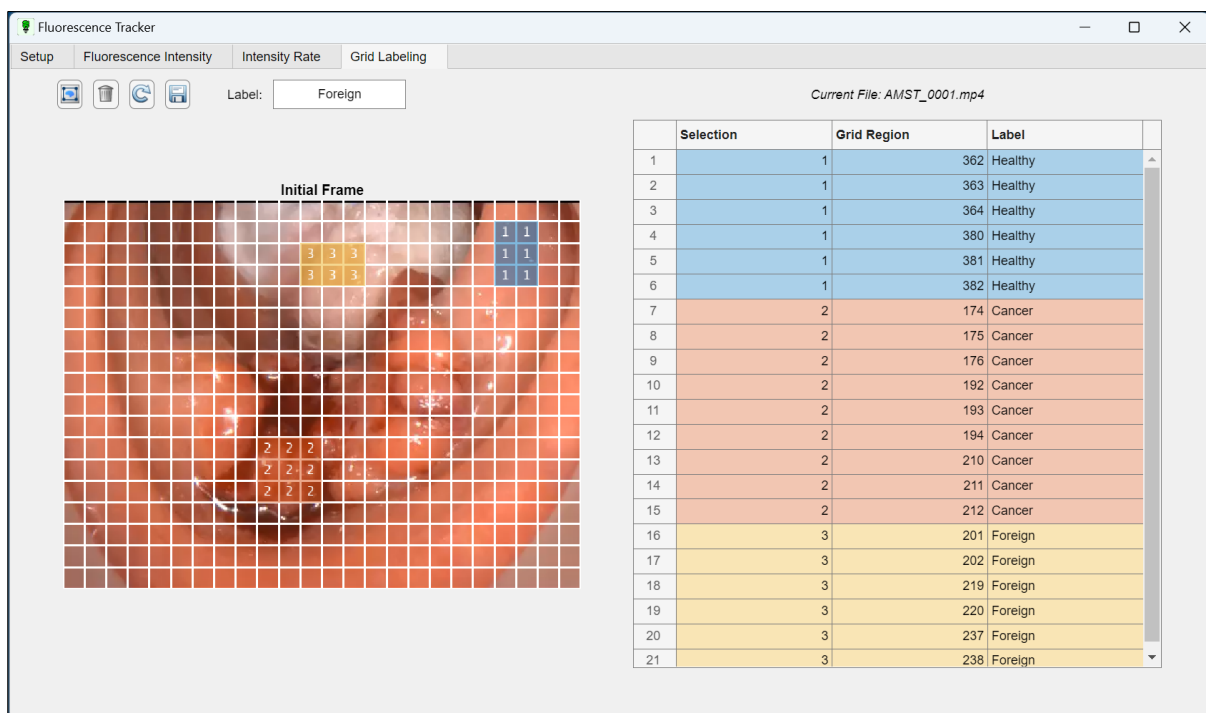 Fluorescence Tracker
Setup Fluorescence Intensity Intensity Rate Grid Labeling
Label: Foreign
Current File: AMST_0001.mp4
Initial Frame
1 1
3 3 3 1 1
3 3 3 1 1
2 2 2
2 2 2
2 2 2
Selection Grid Region Label
1 1 362 Healthy
2 1 363 Healthy
3 1 364 Healthy
4 1 380 Healthy
5 1 381 Healthy
6 1 382 Healthy
7 2 174 Cancer
8 2 175 Cancer
9 2 176 Cancer
10 2 192 Cancer
11 2 193 Cancer
12 2 194 Cancer
13 2 210 Cancer
14 2 211 Cancer
15 2 212 Cancer
16 3 201 Foreign
17 3 202 Foreign
18 3 219 Foreign
19 3 220 Foreign
20 3 237 Foreign
21 3 238 Foreign